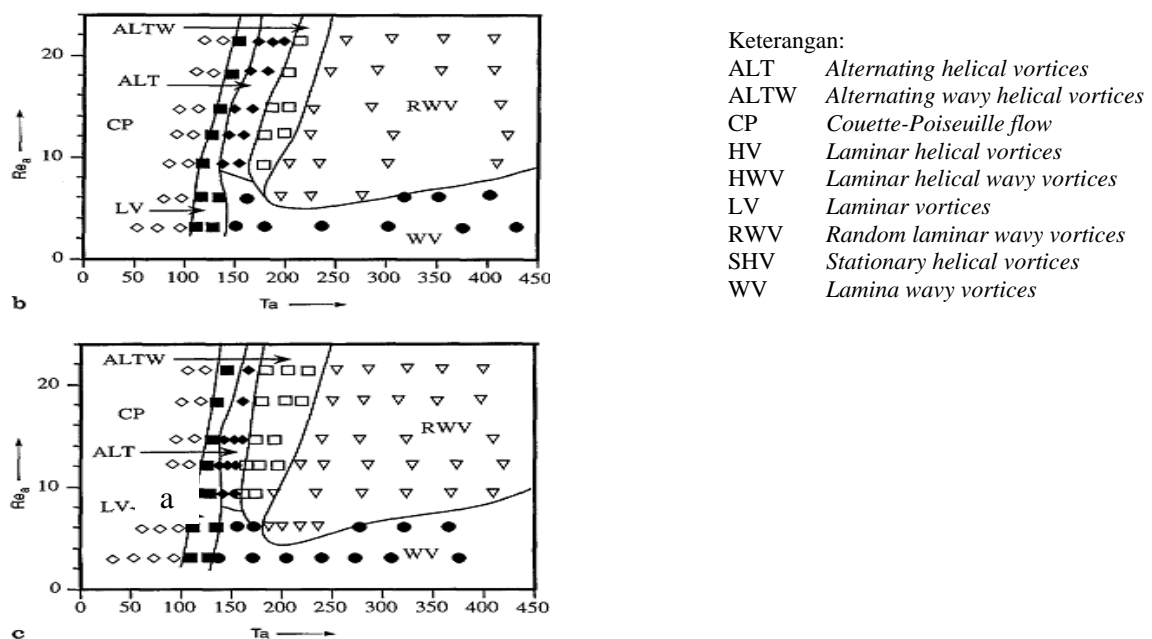 ALTW
20
ALT
RWV
CP
10
Reₐ
LV
WV
0
0 50 100 150 200 250 300 350 400 450
b
Ta
ALTW
20
CP
RWV
ALT
10
Reₐ
LV-
a
WV
0
0 50 100 150 200 250 300 350 400 450
c
Ta
Keterangan:
ALT Alternating helical vortices
ALTW Alternating wavy helical vortices
CP Couette-Poiseuille flow
HV Laminar helical vortices
HWV Laminar helical wavy vortices
LV Laminar vortices
RWV Random laminar wavy vortices
SHV Stationary helical vortices
WV Lamina wavy vortices